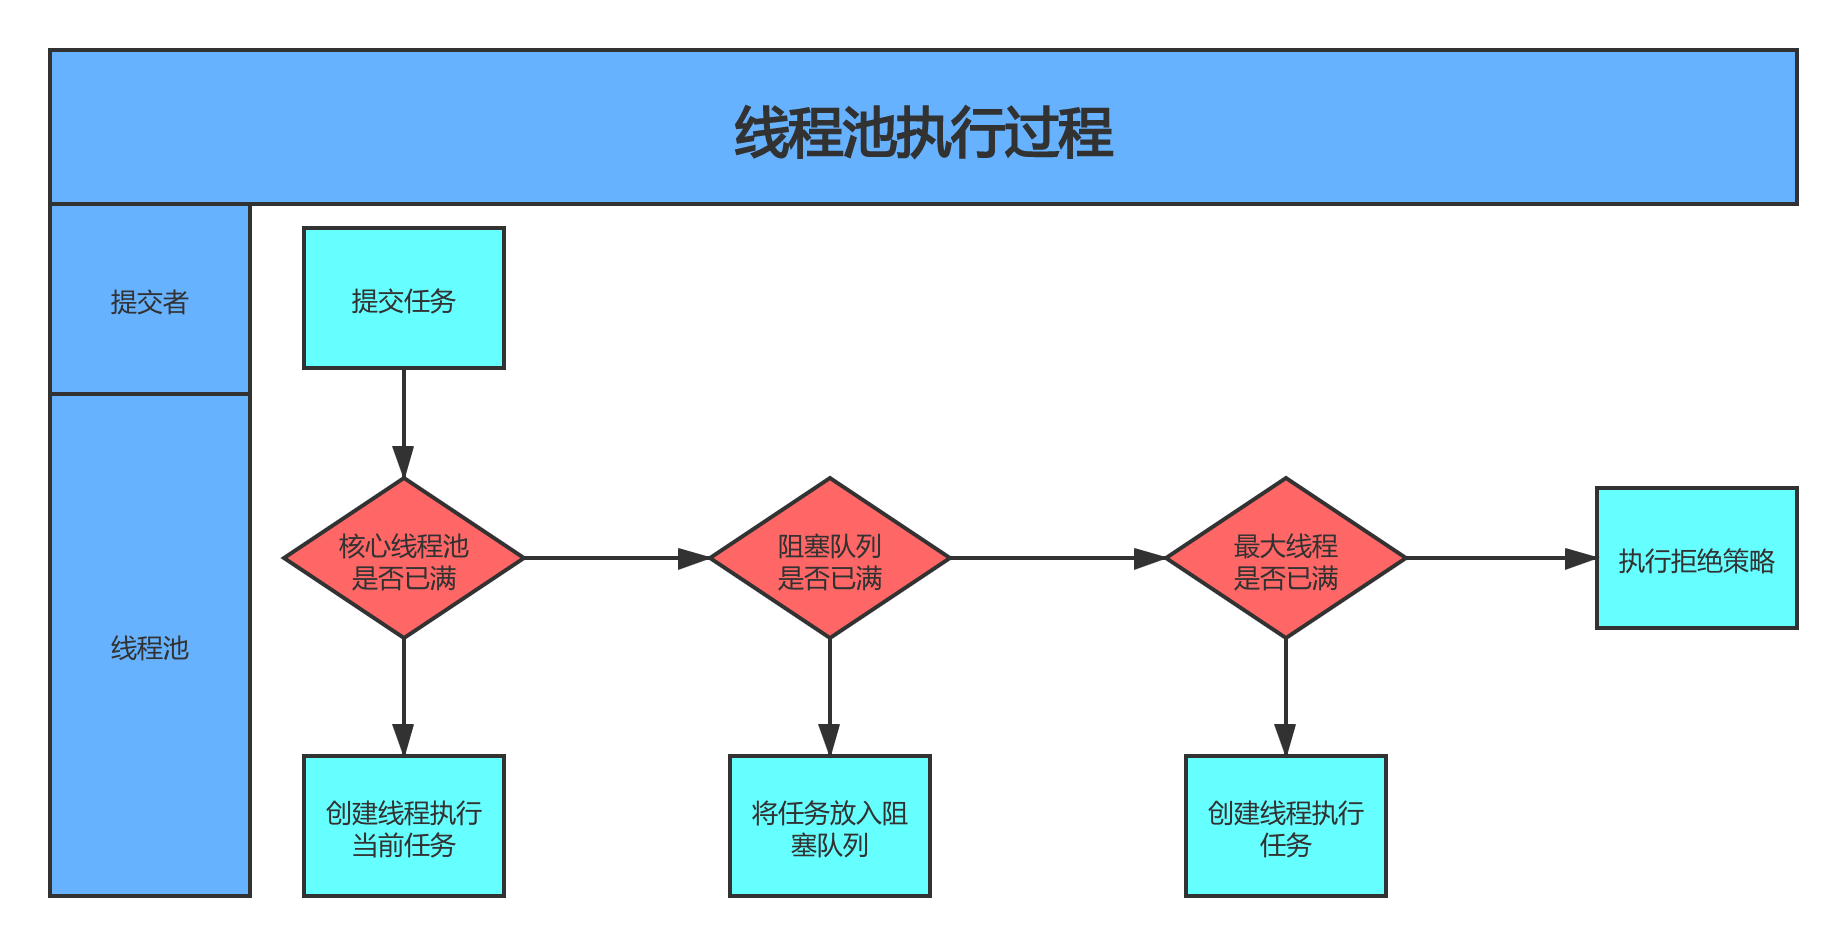 线程池执行过程
提交者
提交任务
线程池
核心线程池
是否已满
阻塞队列
是否已满
最大线程
是否已满
执行拒绝策略
创建线程执行
当前任务
将任务放入阻
塞队列
创建线程执行
任务